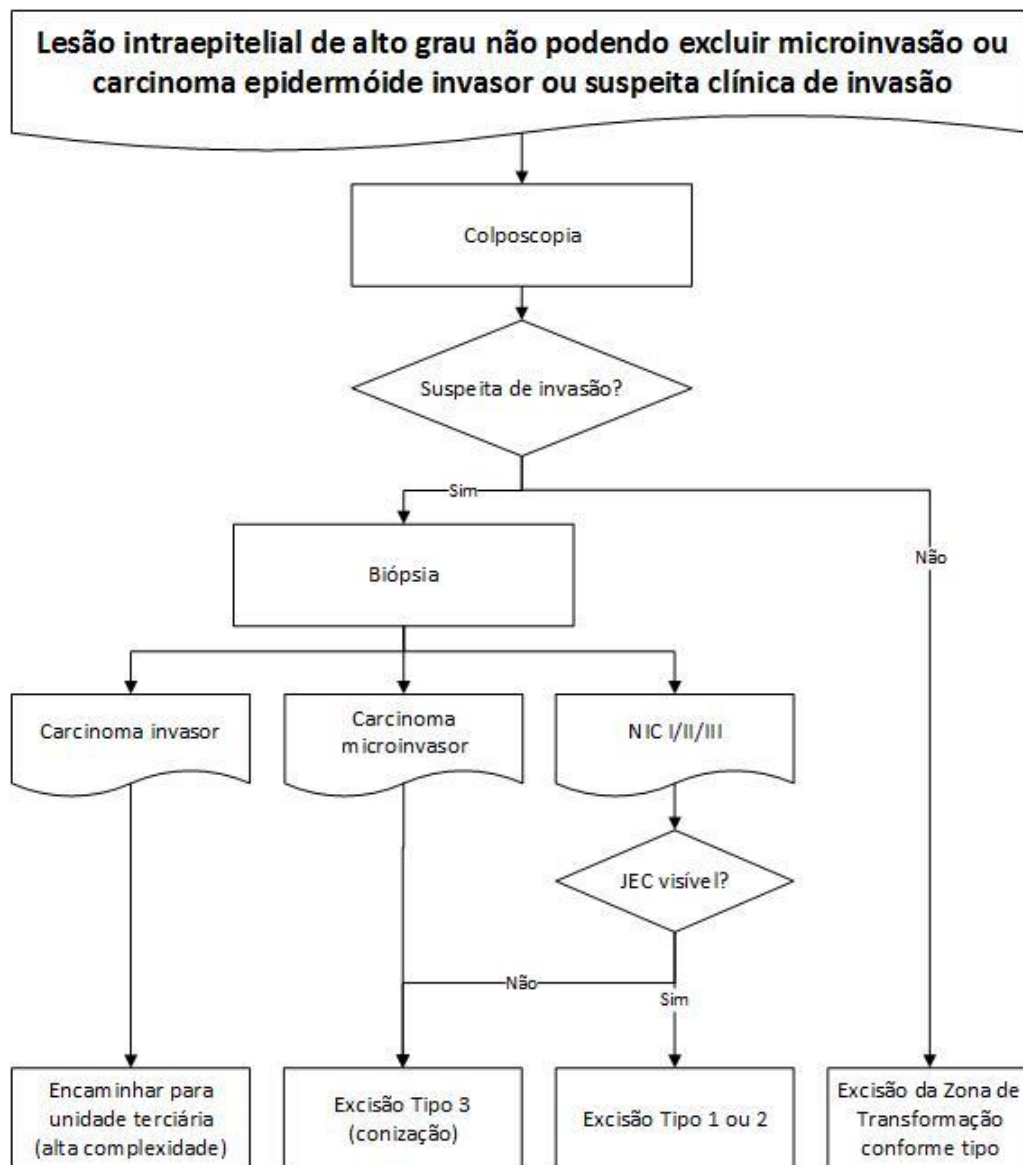 Lesão intraepitelial de alto grau não podendo excluir microinvasão ou
carcinoma epidermóide invasor ou suspeita clínica de invasão
Colposcopia
Suspeita de invasão?
Sim
Não
Biópsia
Carcinoma invasor
Carcinoma
microinvasor
NIC I/II/III
JEC visível?
Não
Sim
Encaminhar para
unidade terciária
(alta complexidade)
Excisão Tipo 3
(conização)
Excisão Tipo 1 ou 2
Excisão da Zona de
Transformação
conforme tipo